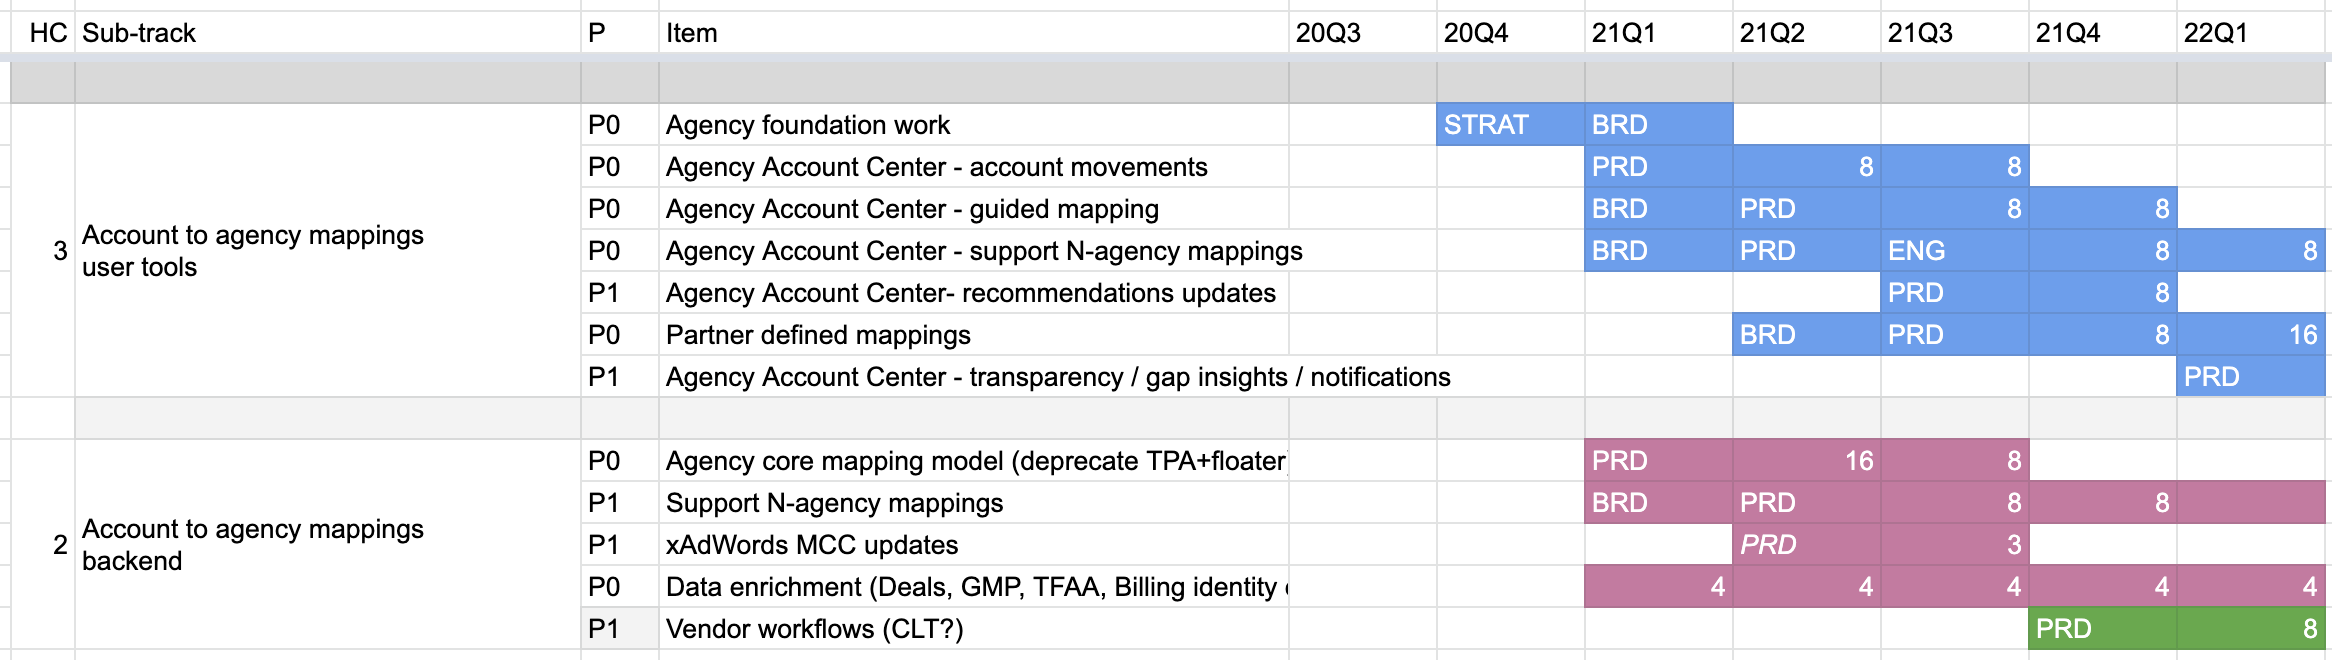 HC Sub-track P Item 20Q3 20Q4 21Q1 21Q2 21Q3 21Q4 22Q1
P0 Agency foundation work STRAT BRD
P0 Agency Account Center - account movements PRD 8 8
P0 Agency Account Center - guided mapping BRD PRD 8 8
3 Account to agency mappings
user tools
P0 Agency Account Center - support N-agency mappings BRD PRD ENG 8 8
P1 Agency Account Center- recommendations updates PRD 8
P0 Partner defined mappings BRD PRD 8 16
P1 Agency Account Center - transparency / gap insights / notifications PRD
P0 Agency core mapping model (deprecate TPA+floater) PRD 16 8
P1 Support N-agency mappings BRD PRD 8 8
2 Account to agency mappings
backend
P1 xAdWords MCC updates PRD 3
P0 Data enrichment (Deals, GMP, TFAA, Billing identity 4 4 4 4 4
P1 Vendor workflows (CLT?) PRD 8